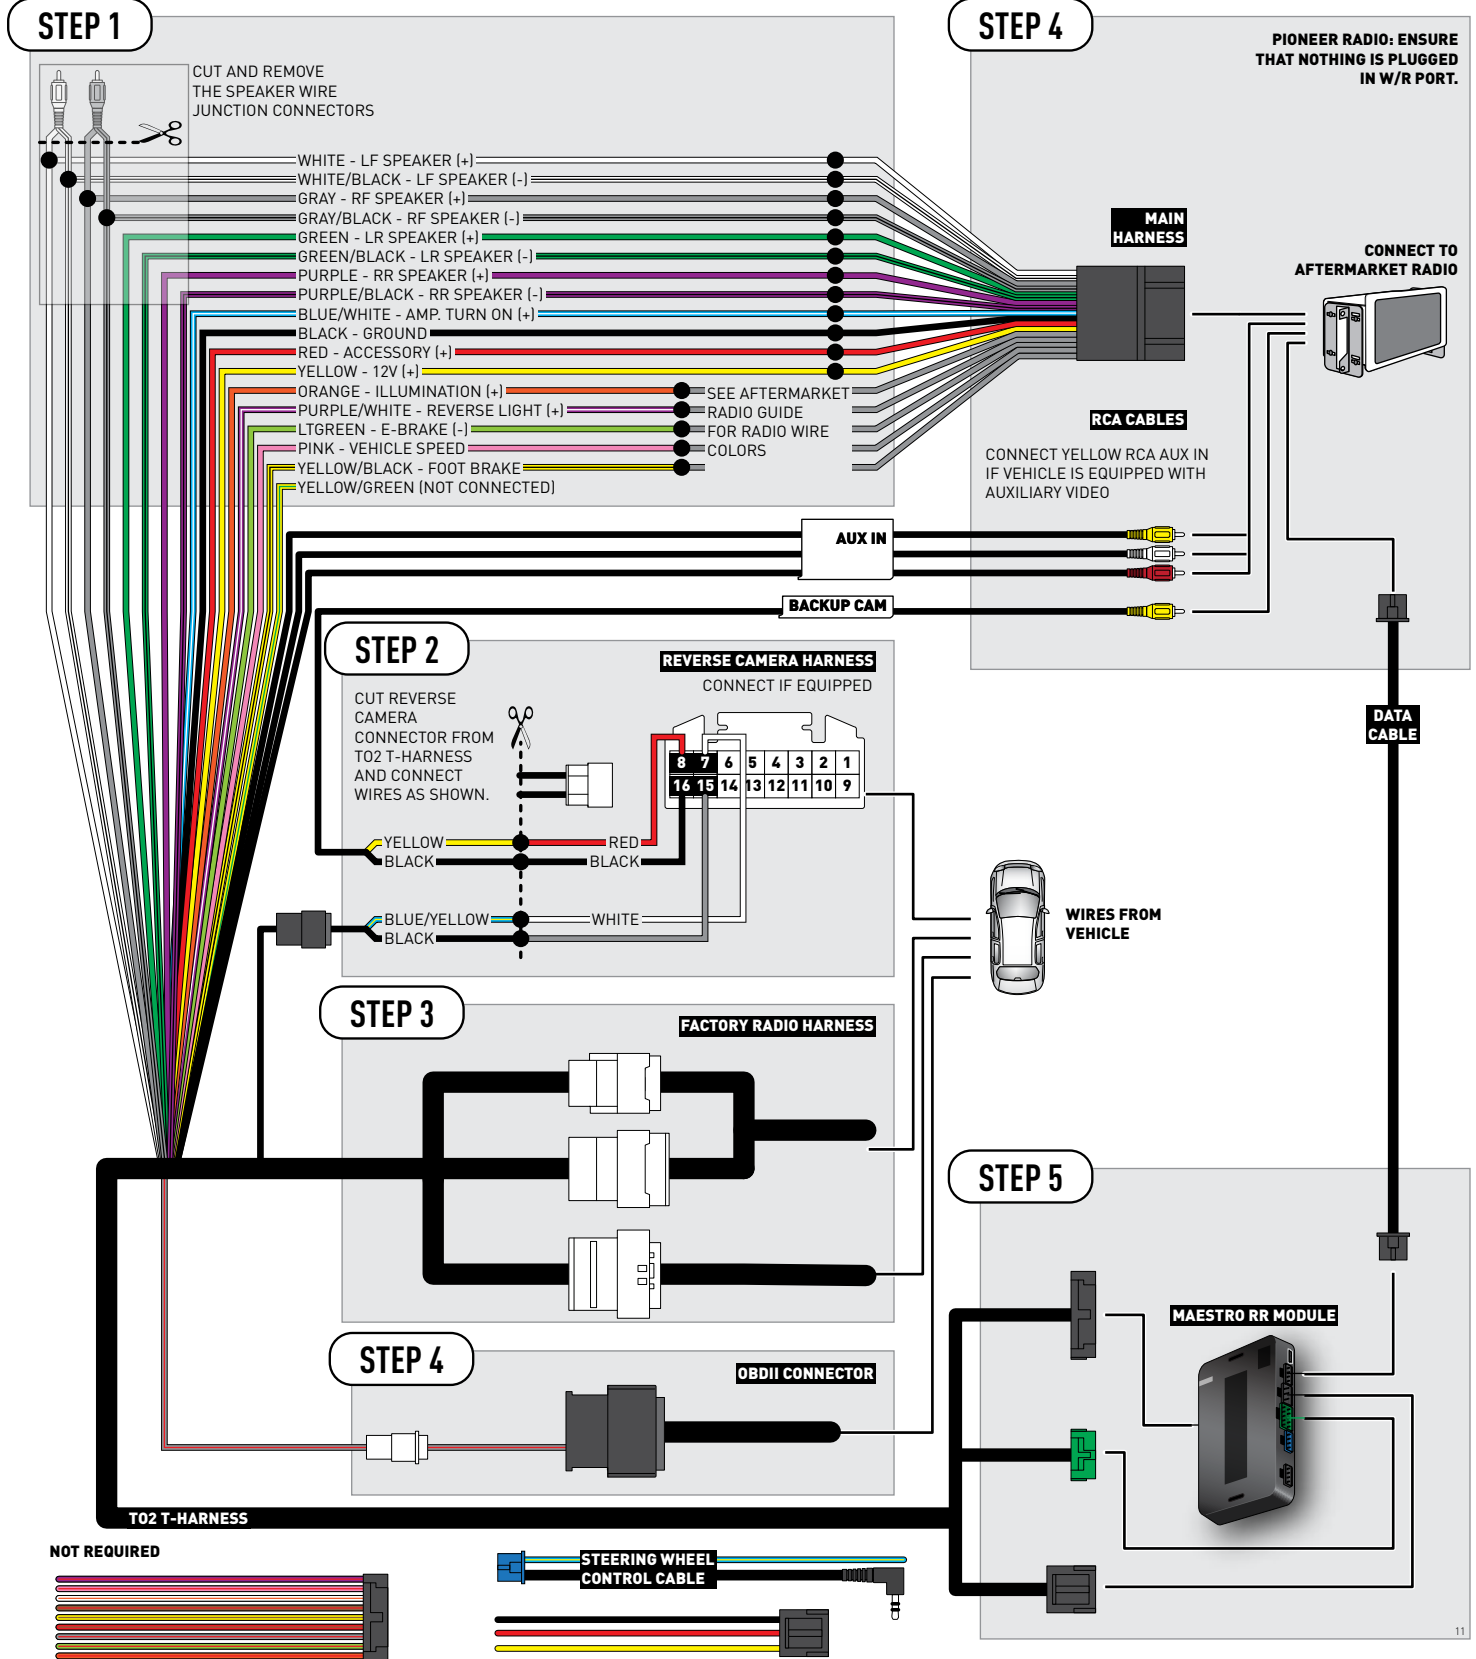 STEP 1
CUT AND REMOVE
THE SPEAKER WIRE
JUNCTION CONNECTORS
WHITE - LF SPEAKER (+)
WHITE/BLACK - LF SPEAKER (-)
GRAY - RF SPEAKER (+)
GRAY/BLACK - RF SPEAKER (-)
GREEN - LR SPEAKER (+)
GREEN/BLACK - LR SPEAKER (-)
PURPLE - RR SPEAKER (+)
PURPLE/BLACK - RR SPEAKER (-)
BLUE/WHITE - AMP. TURN ON (+)
BLACK - GROUND
RED - ACCESSORY (+)
YELLOW - 12V (+)
ORANGE - ILLUMINATION (+)
PURPLE/WHITE - REVERSE LIGHT (+)
LTGREEN - E-BRAKE (-)
PINK - VEHICLE SPEED
YELLOW/BLACK - FOOT BRAKE
YELLOW/GREEN (NOT CONNECTED)
SEE AFTERMARKET
RADIO GUIDE
FOR RADIO WIRE
COLORS
STEP 4
PIONEER RADIO: ENSURE
THAT NOTHING IS PLUGGED
IN W/R PORT.
MAIN
HARNESS
CONNECT TO
AFTERMARKET RADIO
RCA CABLES
CONNECT YELLOW RCA AUX IN
IF VEHICLE IS EQUIPPED WITH
AUXILIARY VIDEO
AUX IN
BACKUP CAM
DATA
CABLE
STEP 2
REVERSE CAMERA HARNESS
CONNECT IF EQUIPPED
CUT REVERSE
CAMERA
CONNECTOR FROM
TO2 T-HARNESS
AND CONNECT
WIRES AS SHOWN.
8 7 6 5 4 3 2 1
16 15 14 13 12 11 10 9
YELLOW
RED
BLACK
BLACK
BLUE/YELLOW
WHITE
BLACK
WIRES FROM
VEHICLE
STEP 3
FACTORY RADIO HARNESS
STEP 4
OBDII CONNECTOR
STEP 5
MAESTRO RR MODULE
TO2 T-HARNESS
NOT REQUIRED
STEERING WHEEL
CONTROL CABLE
11